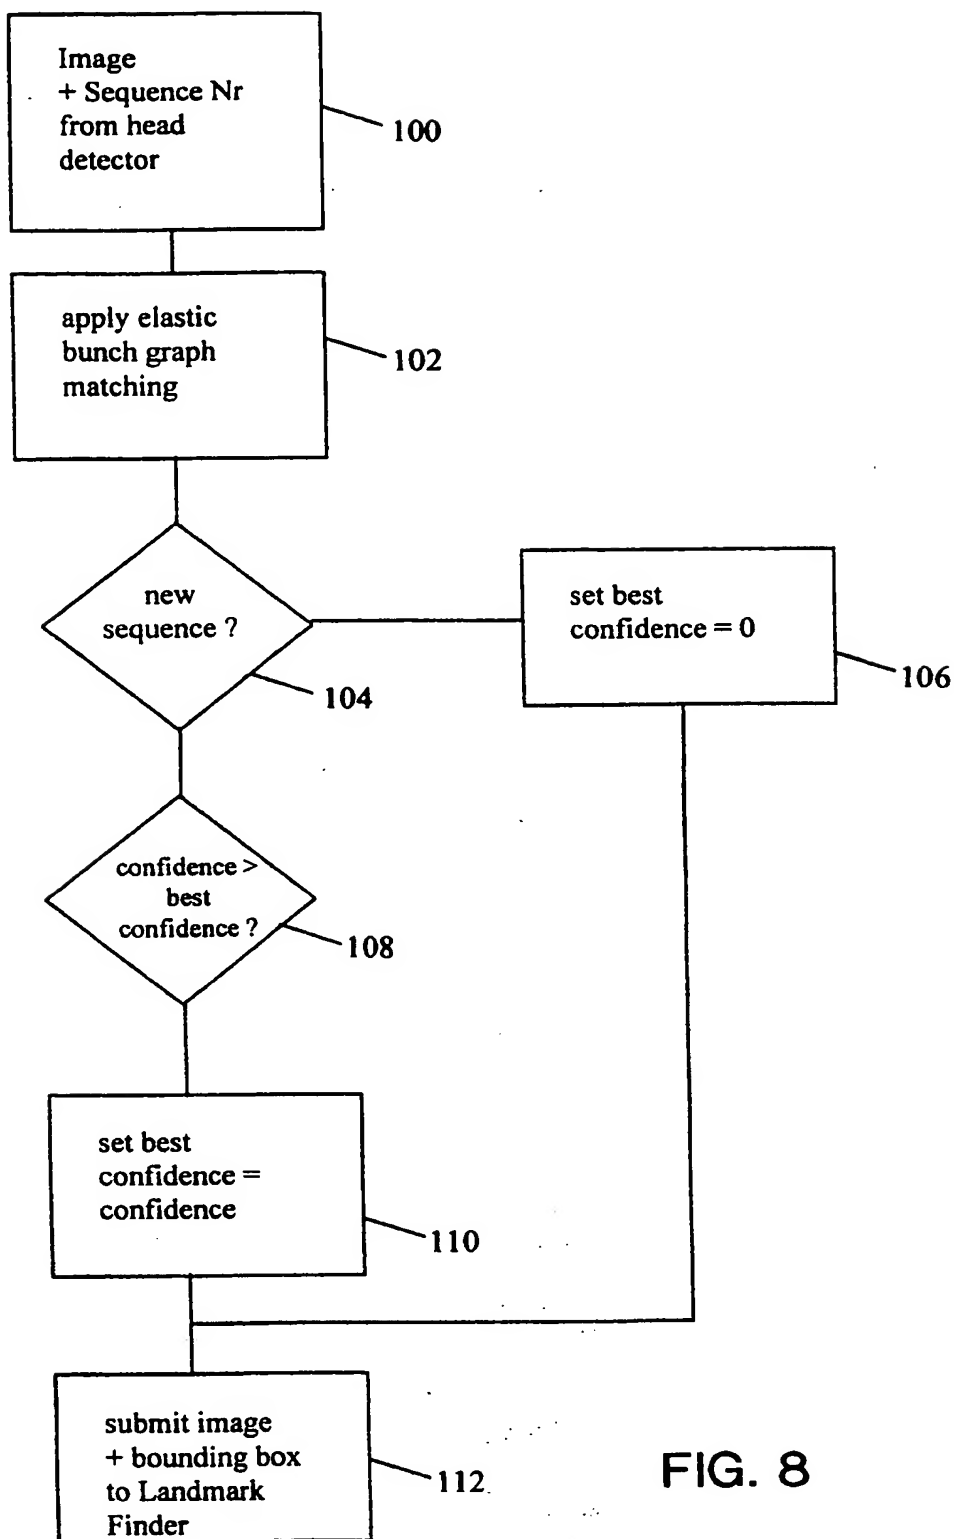 Image
+ Sequence Nr
from head
detector
100
apply elastic
bunch graph
matching
102
new
sequence ?
104
set best
confidence = 0
106
confidence >
best
confidence ?
108
set best
confidence =
confidence
110
submit image
+ bounding box
to Landmark
Finder
112
FIG. 8